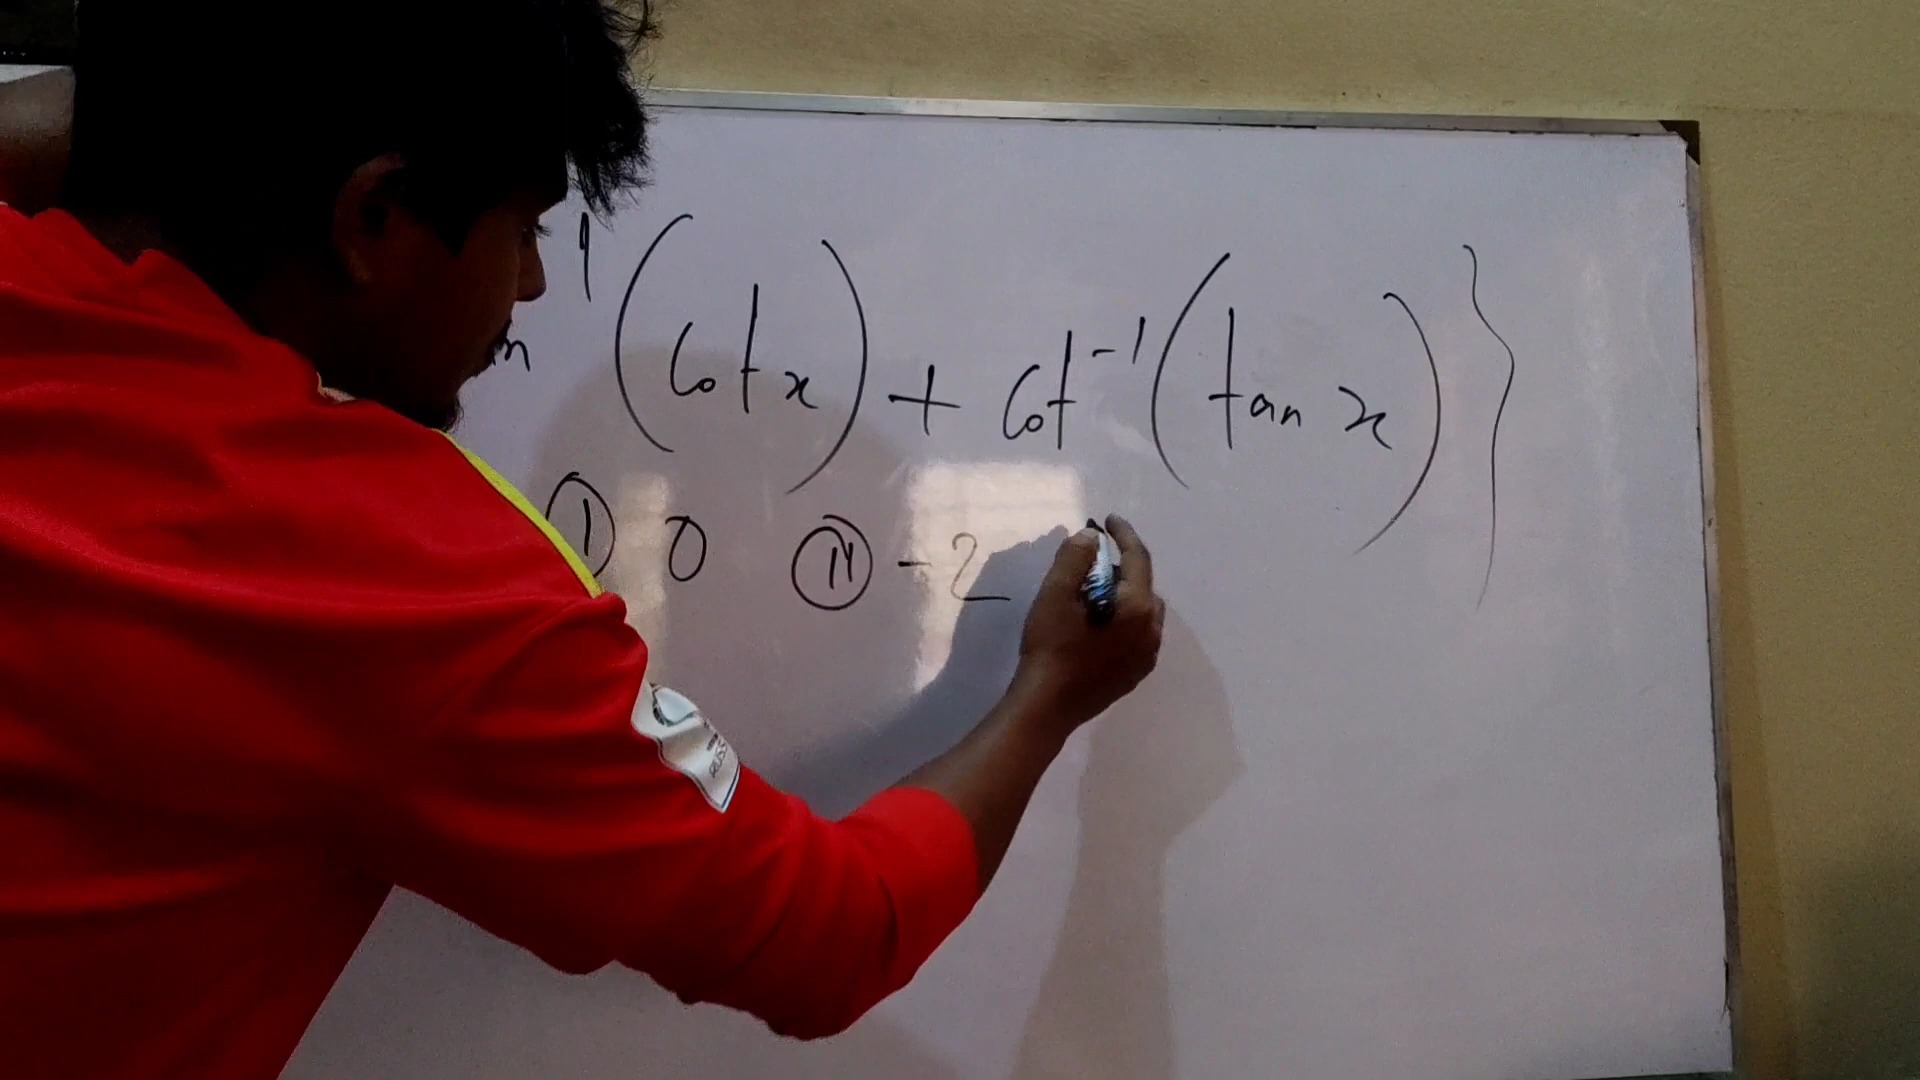 n⁻¹(Cot x) + Cot⁻¹(tan x)}
① 0 ⑪ -2